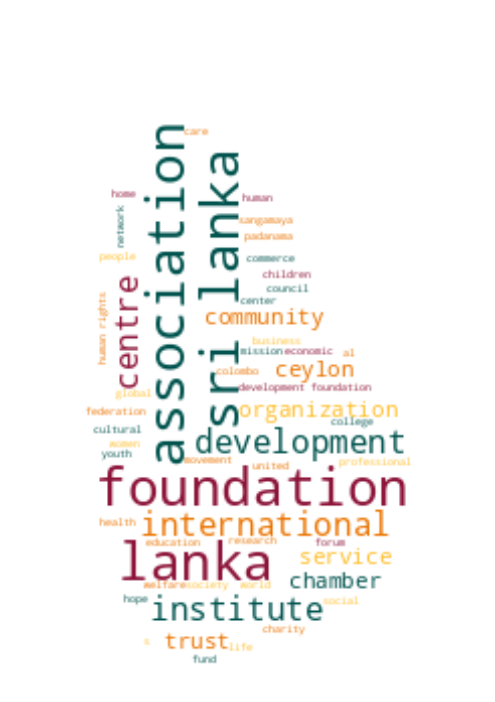 care
association
sri lanka
home
human
network
sangamaya
padanama
people
commerce
children
centre
council
center
human rights
community
business
mission
economic
al
colombo
ceylon
development foundation
global
federation
organization
college
cultural
women
development
youth
movement
united
professional
foundation
health
international
education
research
forum
lanka
service
chamber
welfare
society
world
hope
institute
social
charity
s
trust
life
fund